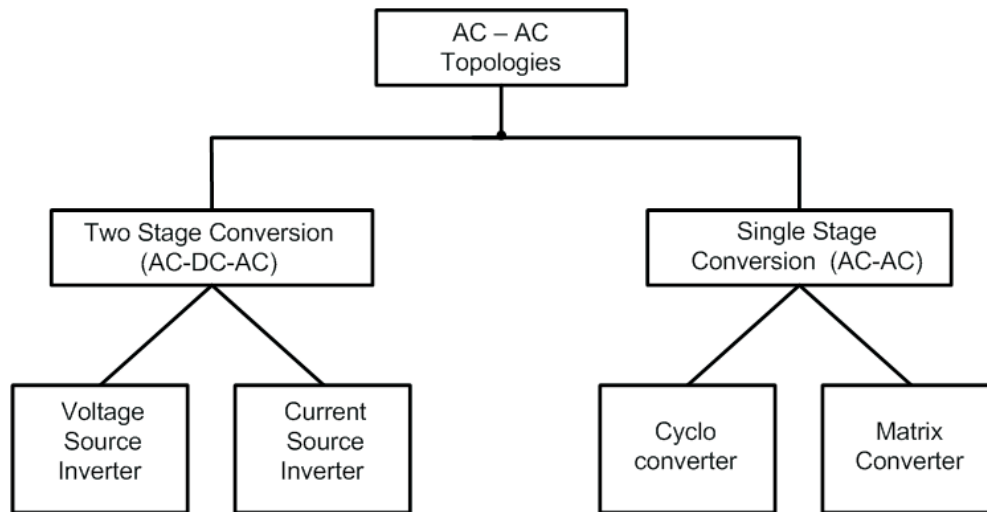 AC – AC
Topologies
Two Stage Conversion
(AC-DC-AC)
Single Stage
Conversion (AC-AC)
Voltage
Source
Inverter
Current
Source
Inverter
Cyclo
converter
Matrix
Converter